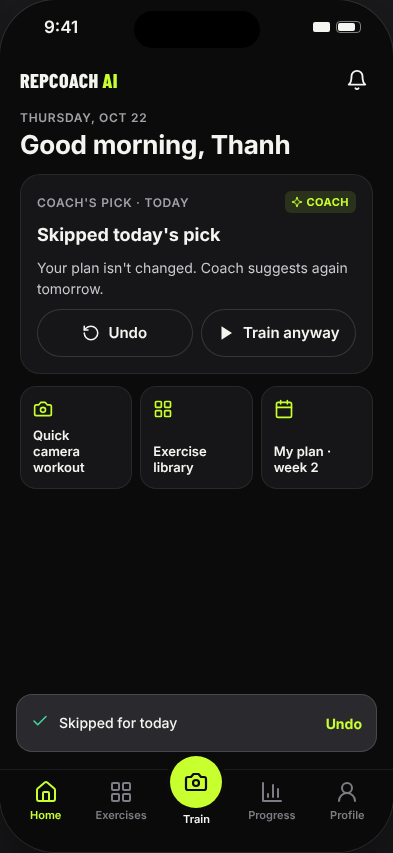 9:41
REPCOACH AI
THURSDAY, OCT 22
Good morning, Thanh
COACH'S PICK · TODAY
COACH
Skipped today's pick
Your plan isn't changed. Coach suggests again
tomorrow.
Undo
Train anyway
Quick
camera
workout
Exercise
library
My plan ·
week 2
Skipped for today
Undo
Home
Exercises
Train
Progress
Profile